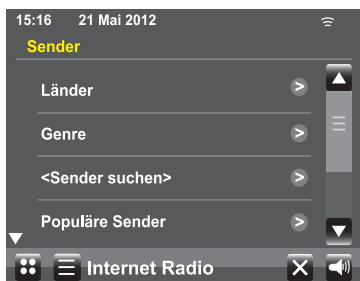 15:16 21 Mai 2012
Sender
Länder
Genre
<Sender suchen>
Populäre Sender
Internet Radio